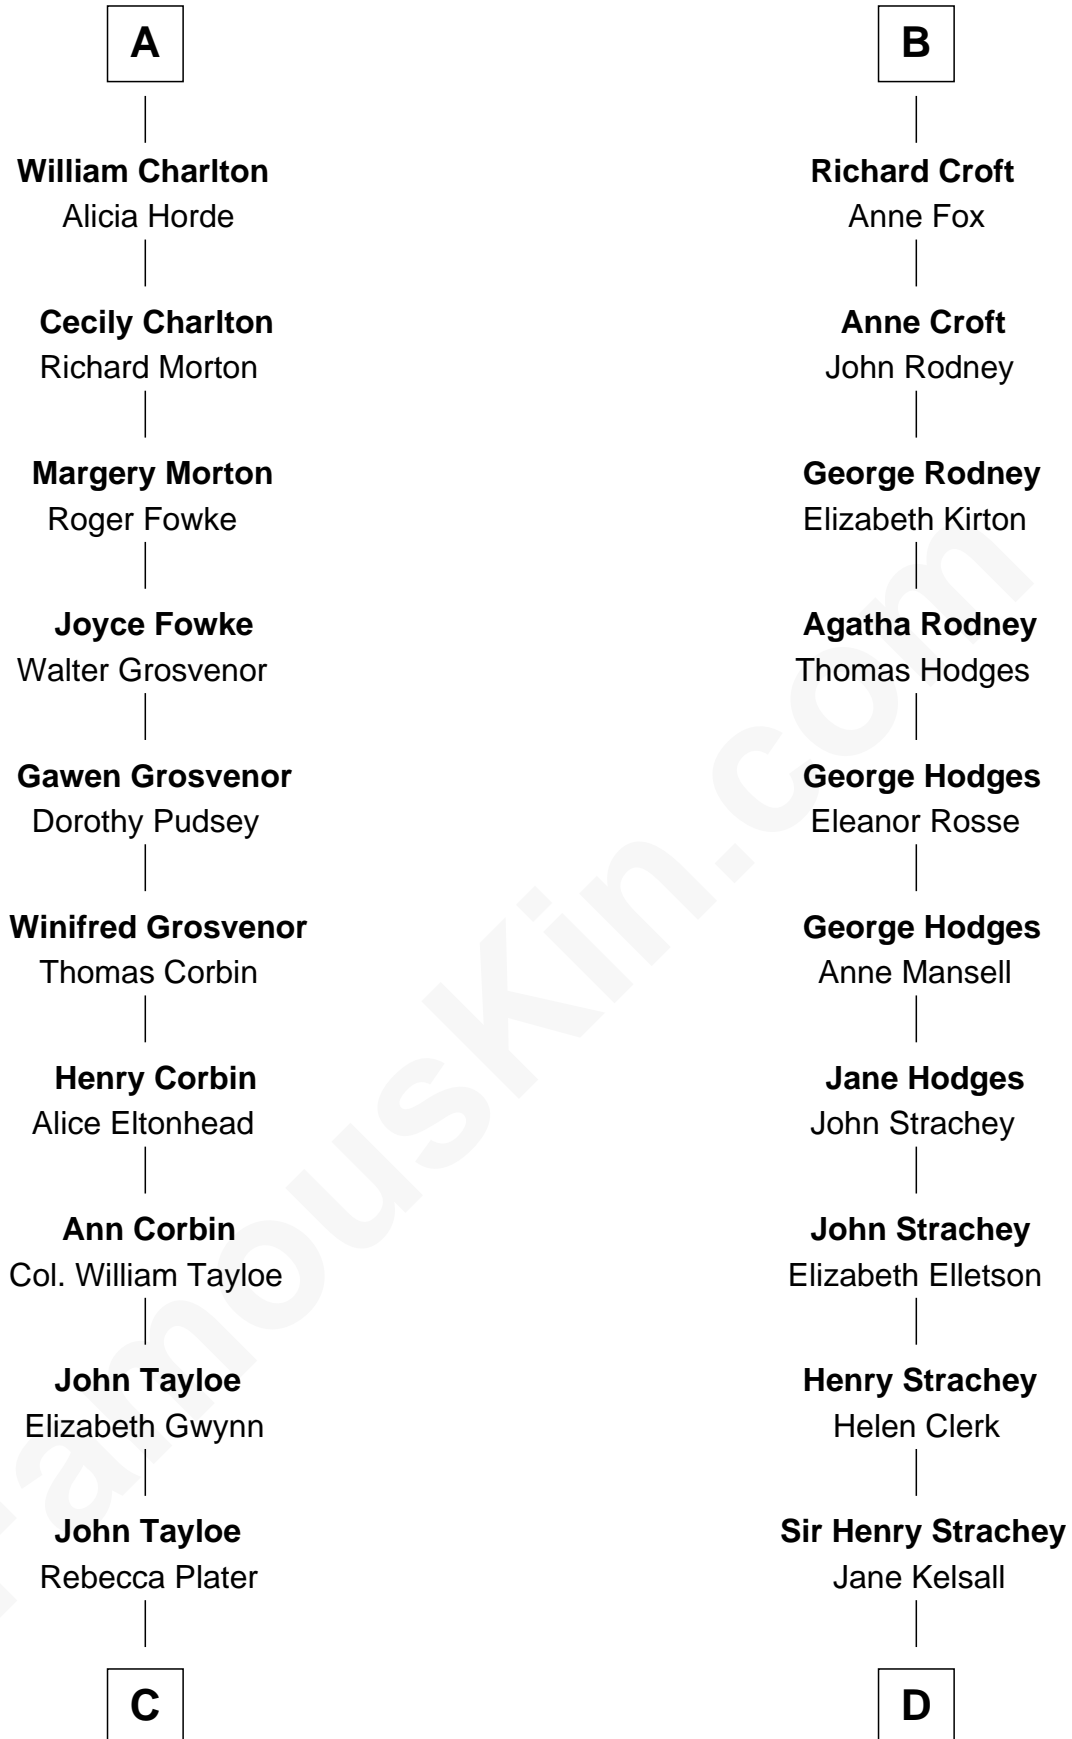 A
William Charlton
Alicia Horde
Cecily Charlton
Richard Morton
Margery Morton
Roger Fowke
Joyce Fowke
Walter Grosvenor
Gawen Grosvenor
Dorothy Pudsey
Winifred Grosvenor
Thomas Corbin
Henry Corbin
Alice Eltonhead
Ann Corbin
Col. William Tayloe
John Tayloe
Elizabeth Gwynn
John Tayloe
Rebecca Plater
C
B
Richard Croft
Anne Fox
Anne Croft
John Rodney
George Rodney
Elizabeth Kirton
Agatha Rodney
Thomas Hodges
George Hodges
Eleanor Rosse
George Hodges
Anne Mansell
Jane Hodges
John Strachey
John Strachey
Elizabeth Elletson
Henry Strachey
Helen Clerk
Sir Henry Strachey
Jane Kelsall
D
FamousKin.com